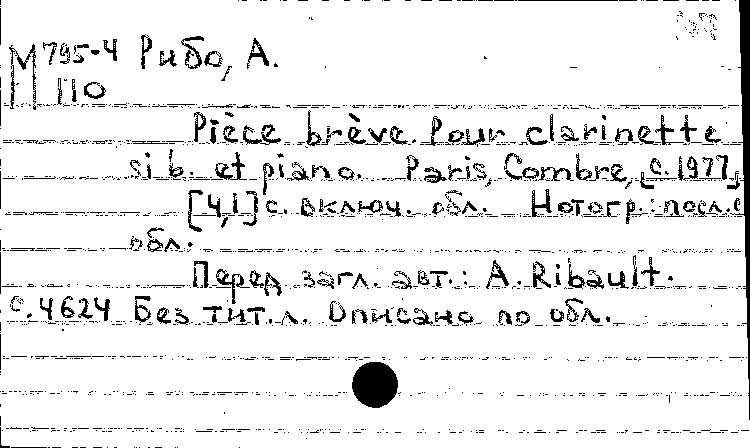 М 795-4 Рибо, А.
110
Pièce brève. Pour clarinette
si b. et piano. Paris, Combre, [c. 1977]
[4,1] с. включ. обл. Нотогр.: посл. с
обл.
Перед загл. авт.: A. Ribault.
с. 4624 Без тит. л. Описано по обл.